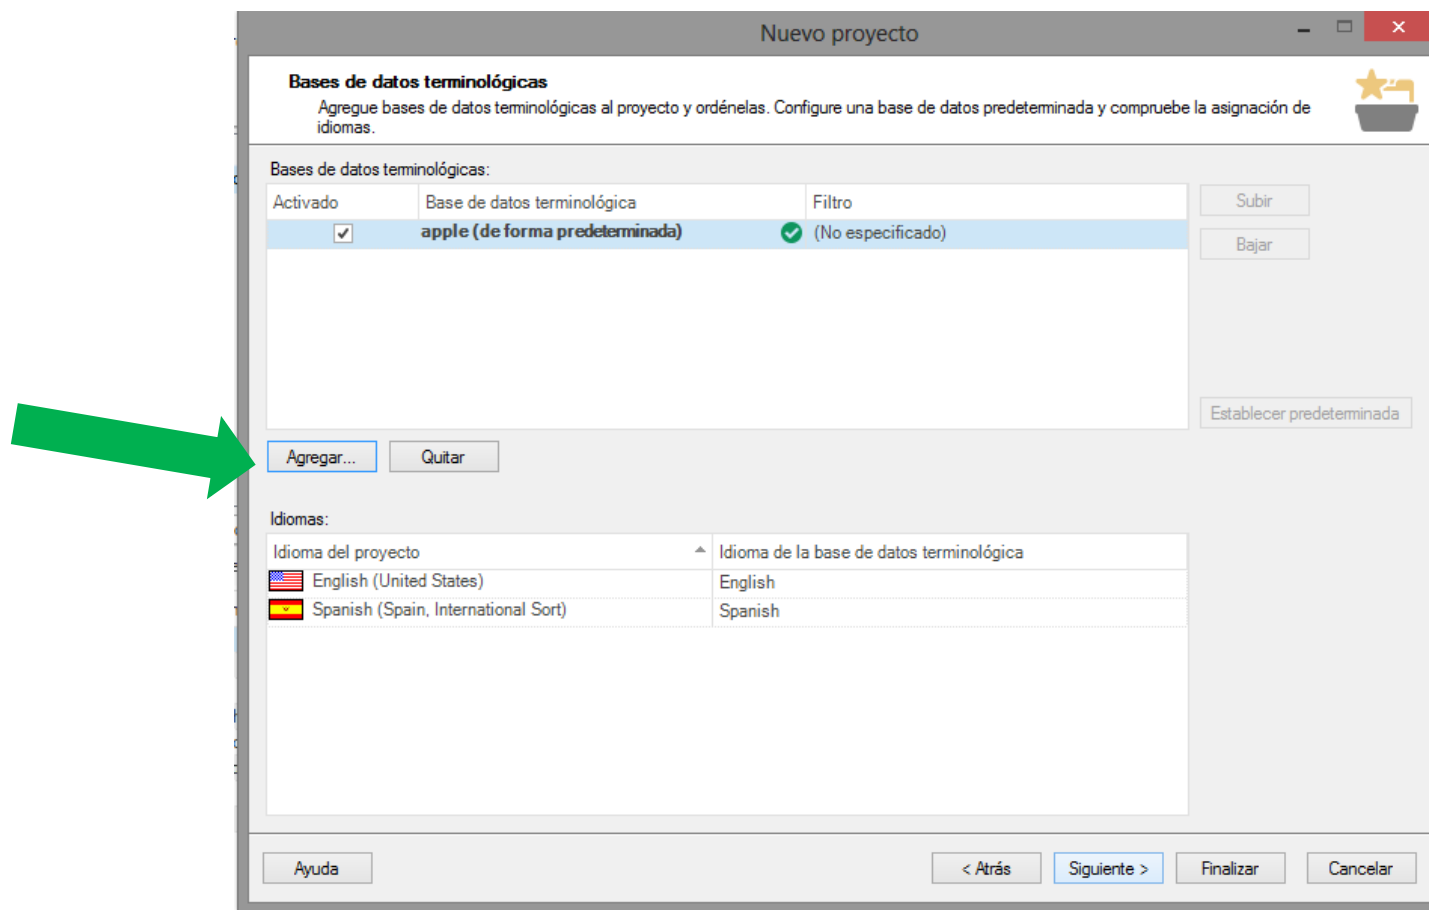 Nuevo proyecto
Bases de datos terminológicas
Agregue bases de datos terminológicas al proyecto y ordénelas. Configure una base de datos predeterminada y compruebe la asignación de
idiomas.
Bases de datos terminológicas:
Activado Base de datos terminológica Filtro
apple (de forma predeterminada) (No especificado)
Subir
Bajar
Establecer predeterminada
Agregar... Quitar
Idiomas:
Idioma del proyecto Idioma de la base de datos terminológica
English (United States) English
Spanish (Spain, International Sort) Spanish
Ayuda < Atrás Siguiente > Finalizar Cancelar